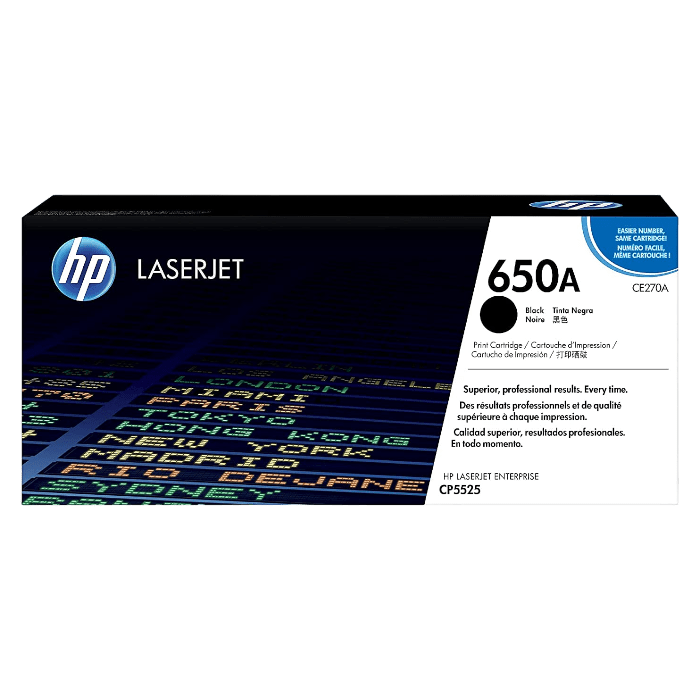 hp
hp
LASERJET
EASIER NUMBER,
SAME CARTRIDGE!
NUMÉRO FACILE,
MÊME CARTOUCHE !
650A
CE270A
Black Tinta Negra
Noire 黑色
Print Cartridge / Cartouche d'Impression /
Cartucho de Impresión / 打印硒鼓
Superior, professional results. Every time.
Des résultats professionnels et de qualité
supérieure à chaque impression.
Calidad superior, resultados profesionales.
En todo momento.
HP LASERJET ENTERPRISE
CP5525
LOS ANGELES
LONDON
MIAMI
PARIS
TOKYO
HONG KONG
NEW YORK
MADRID
RIO DEJANE
SYDNEY